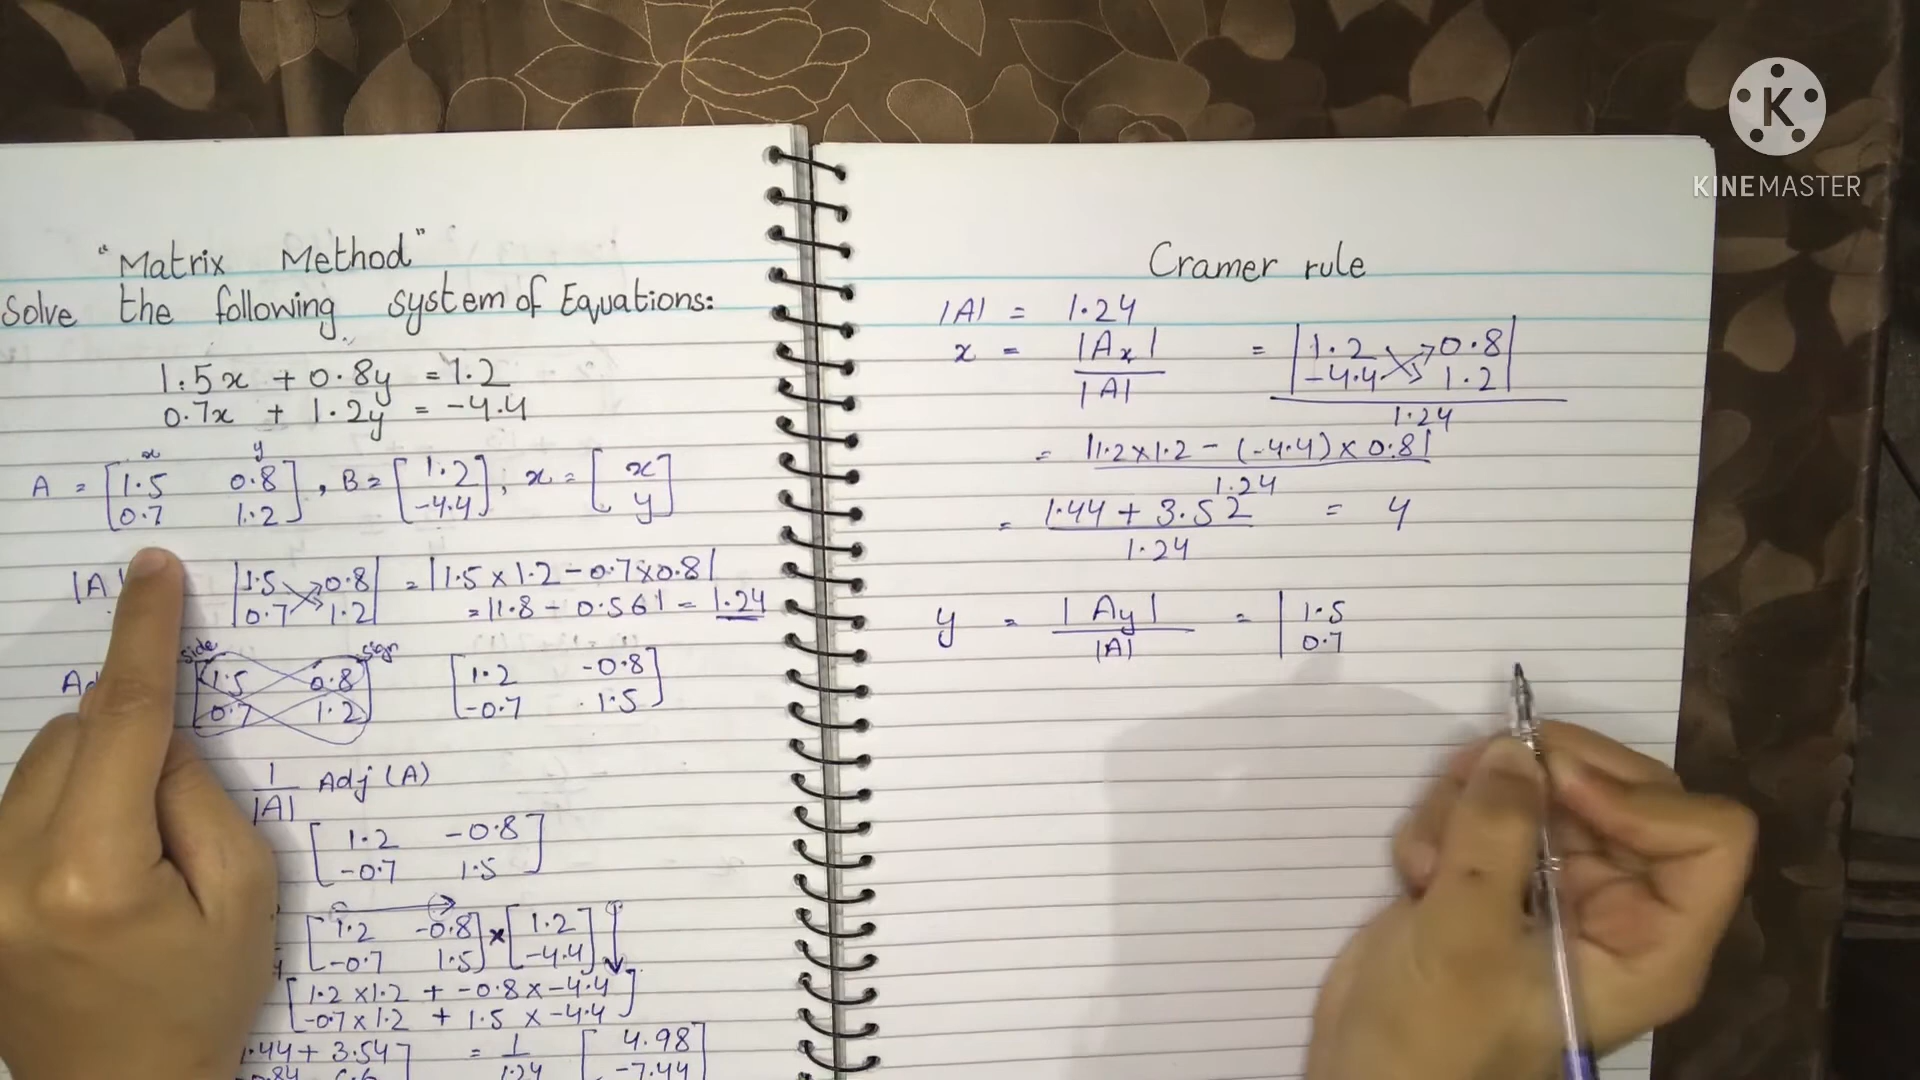 "Matrix Method"
Solve the following system of Equations:
1.5x + 0.8y = 1.2
0.7x + 1.2y = -4.4
x y
A = [1.5 0.8], B = [1.2]; x = [x]
[0.7 1.2] [-4.4] [y]
|A| |1.5 0.8| = |1.5 x 1.2 - 0.7 x 0.8|
|0.7 1.2| = |1.8 - 0.56| = 1.24
side sign
Ad [1.5 0.8] [1.2 -0.8]
[0.7 1.2] [-0.7 1.5]
1/|A| Adj (A)
[1.2 -0.8]
[-0.7 1.5]
[1.2 -0.8] x [1.2]
[-0.7 1.5] [-4.4]
[1.2 x 1.2 + -0.8 x -4.4]
[-0.7 x 1.2 + 1.5 x -4.4]
1.44 + 3.54] = 1/1.24 [4.98]
-7.44
Cramer rule
|A| = 1.24
x = |Ax|/|A| = |1.2 0.8|
|-4.4 1.2|
1.24
= |1.2 x 1.2 - (-4.4) x 0.8|
1.24
= 1.44 + 3.52 = 4
1.24
y = |Ay|/|A| = |1.5
|0.7
KINEMASTER